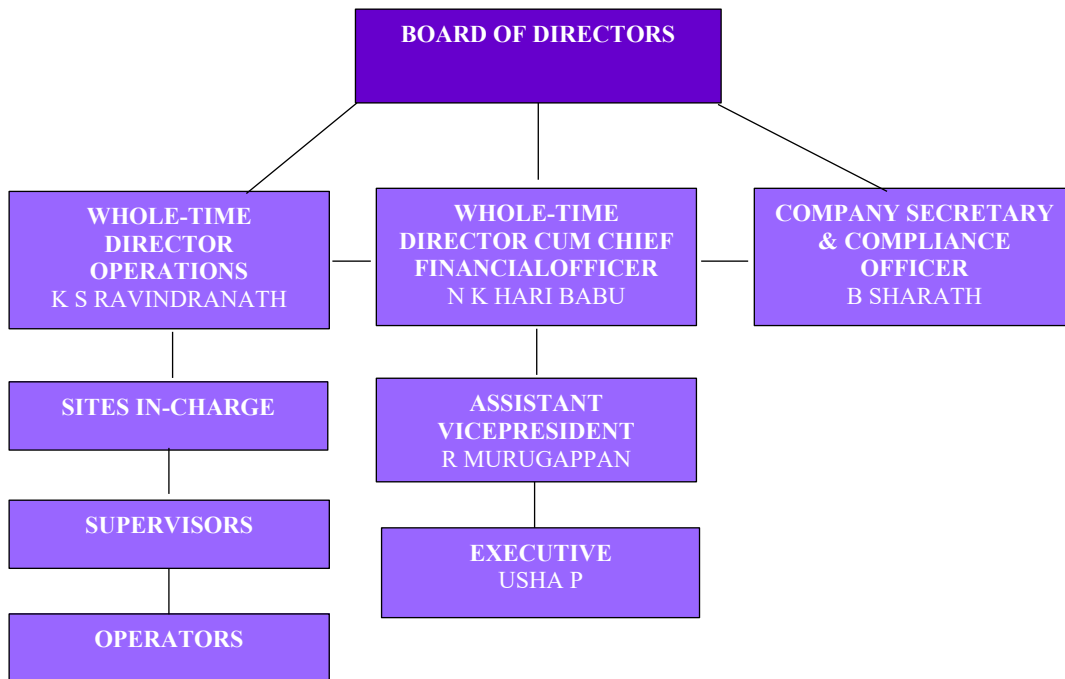 BOARD OF DIRECTORS
WHOLE-TIME
DIRECTOR
OPERATIONS
K S RAVINDRANATH
WHOLE-TIME
DIRECTOR CUM CHIEF
FINANCIALOFFICER
N K HARI BABU
COMPANY SECRETARY
& COMPLIANCE
OFFICER
B SHARATH
SITES IN-CHARGE
ASSISTANT
VICEPRESIDENT
R MURUGAPPAN
SUPERVISORS
EXECUTIVE
USHA P
OPERATORS